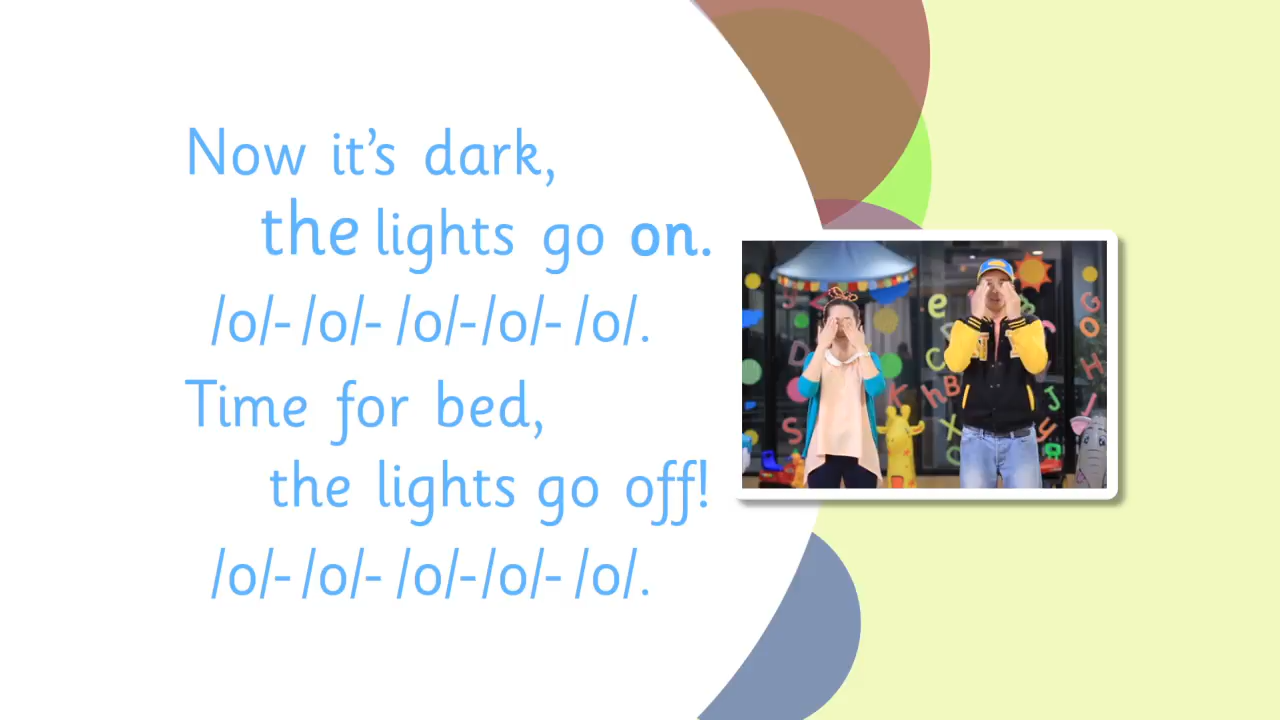 Now it's dark,
the lights go on.
/o/- /o/- /o/-/o/- /o/.
Time for bed,
the lights go off!
/o/- /o/- /o/-/o/- /o/.